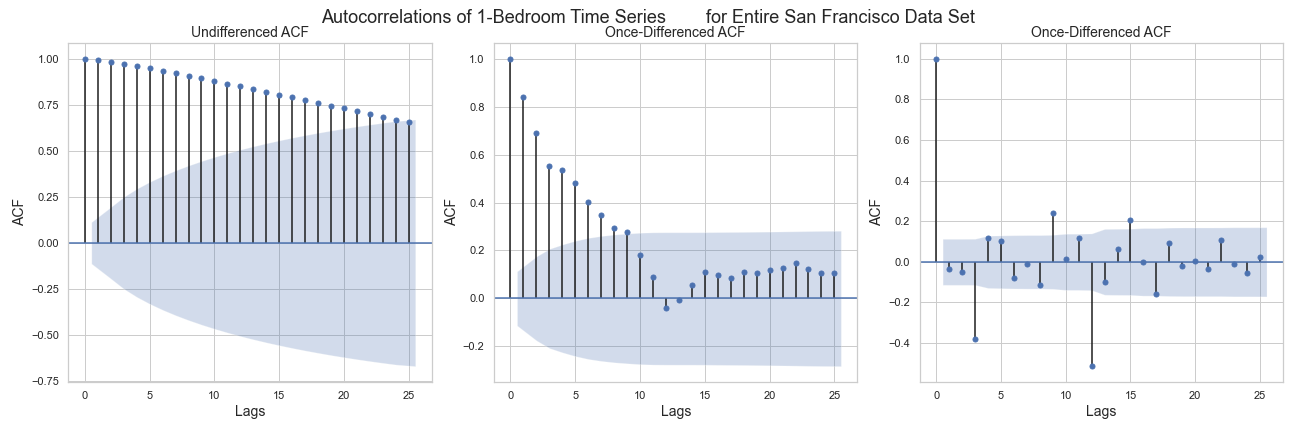 Autocorrelations of 1-Bedroom Time Series        for Entire San Francisco Data Set
Undifferenced ACF
1.00
0.75
0.50
0.25
0.00
−0.25
−0.50
−0.75
ACF
0 5 10 15 20 25
Lags
Once-Differenced ACF
1.0
0.8
0.6
0.4
0.2
0.0
−0.2
ACF
0 5 10 15 20 25
Lags
Once-Differenced ACF
1.0
0.8
0.6
0.4
0.2
0.0
−0.2
−0.4
ACF
0 5 10 15 20 25
Lags